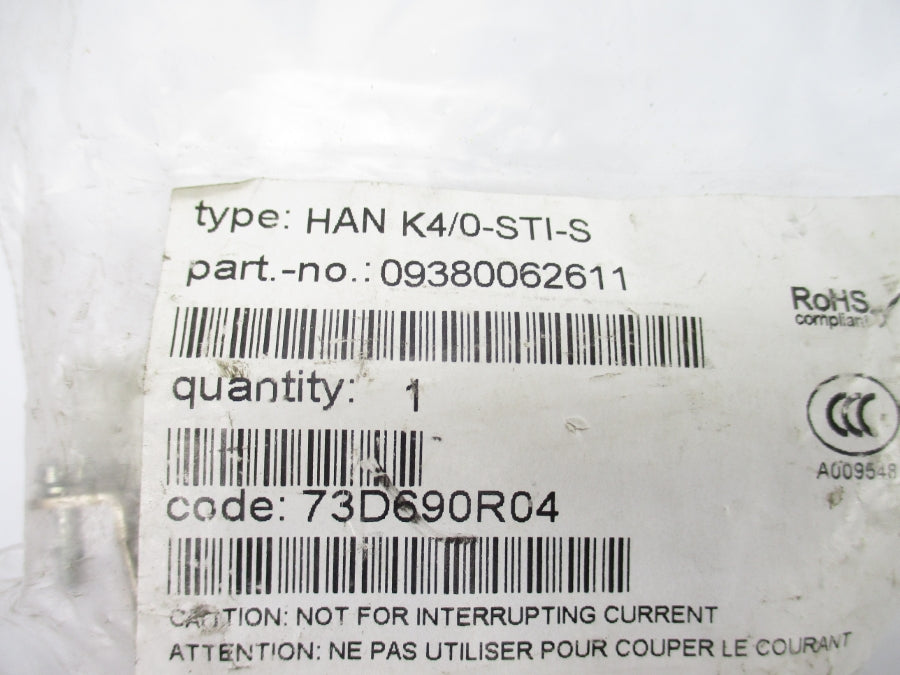 type: HAN K4/0-STI-S
part.-no.: 09380062611
RoHS
compliant
quantity: 1
CCC
A009548
code: 73D690R04
CAUTION: NOT FOR INTERRUPTING CURRENT
ATTENTION: NE PAS UTILISER POUR COUPER LE COURANT